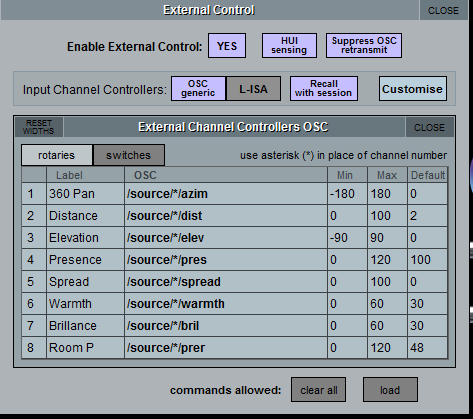 External Control CLOSE
Enable External Control: YES HUI sensing Suppress OSC retransmit
Input Channel Controllers: OSC generic L-ISA Recall with session Customise
RESET WIDTHS External Channel Controllers OSC CLOSE
rotaries switches use asterisk (*) in place of channel number
Label OSC Min Max Default
1 360 Pan /source/*/azim -180 180 0
2 Distance /source/*/dist 0 100 2
3 Elevation /source/*/elev -90 90 0
4 Presence /source/*/pres 0 120 100
5 Spread /source/*/spread 0 100 0
6 Warmth /source/*/warmth 0 60 30
7 Brillance /source/*/bril 0 60 30
8 Room P /source/*/prer 0 120 48
commands allowed: clear all load